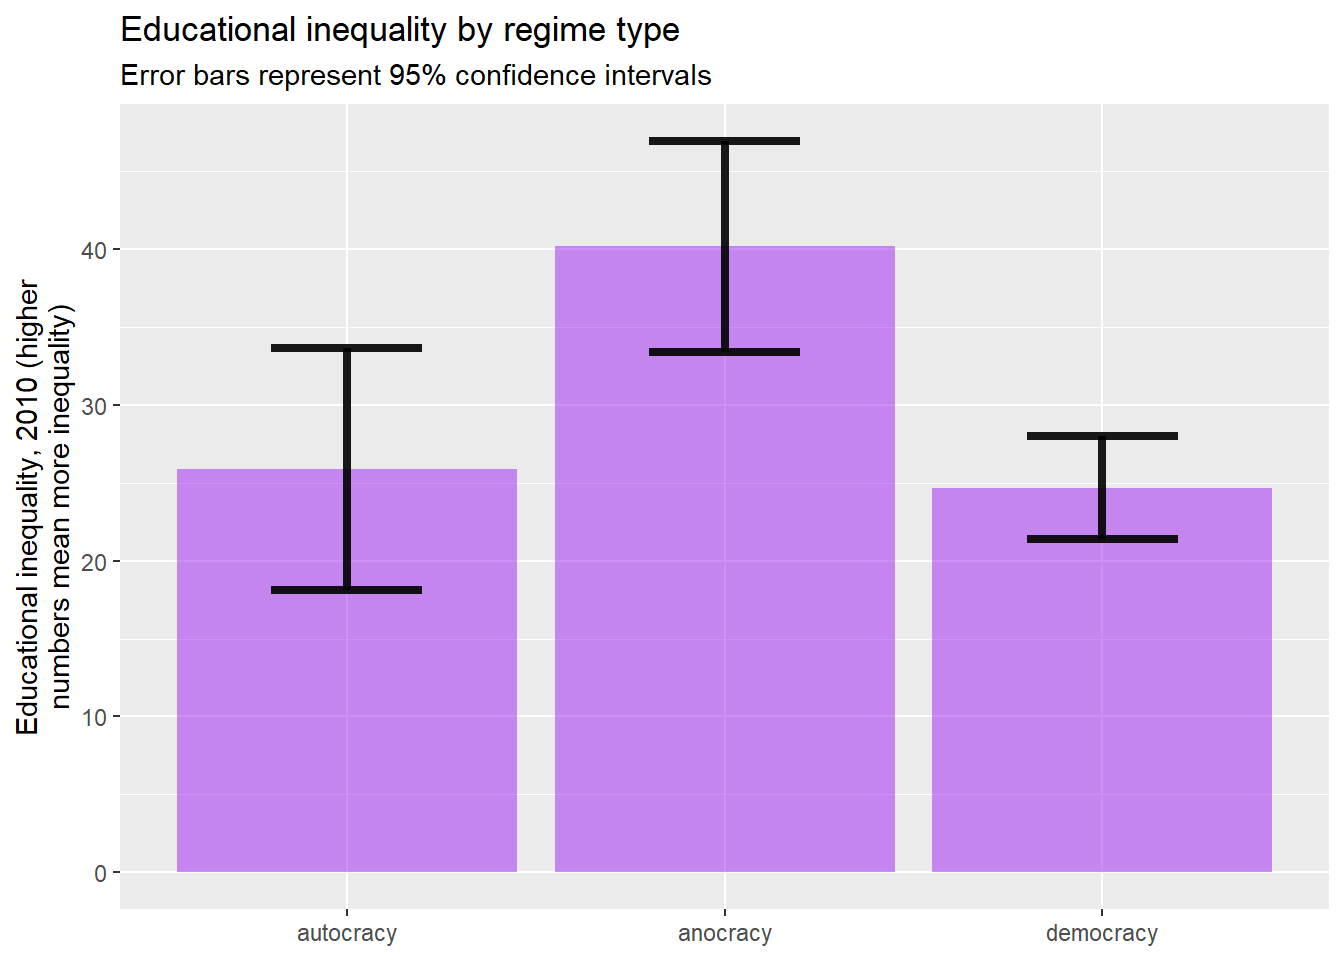 Educational inequality by regime type
Error bars represent 95% confidence intervals
Educational inequality, 2010 (higher
numbers mean more inequality)
40
30
20
10
0
autocracy
anocracy
democracy